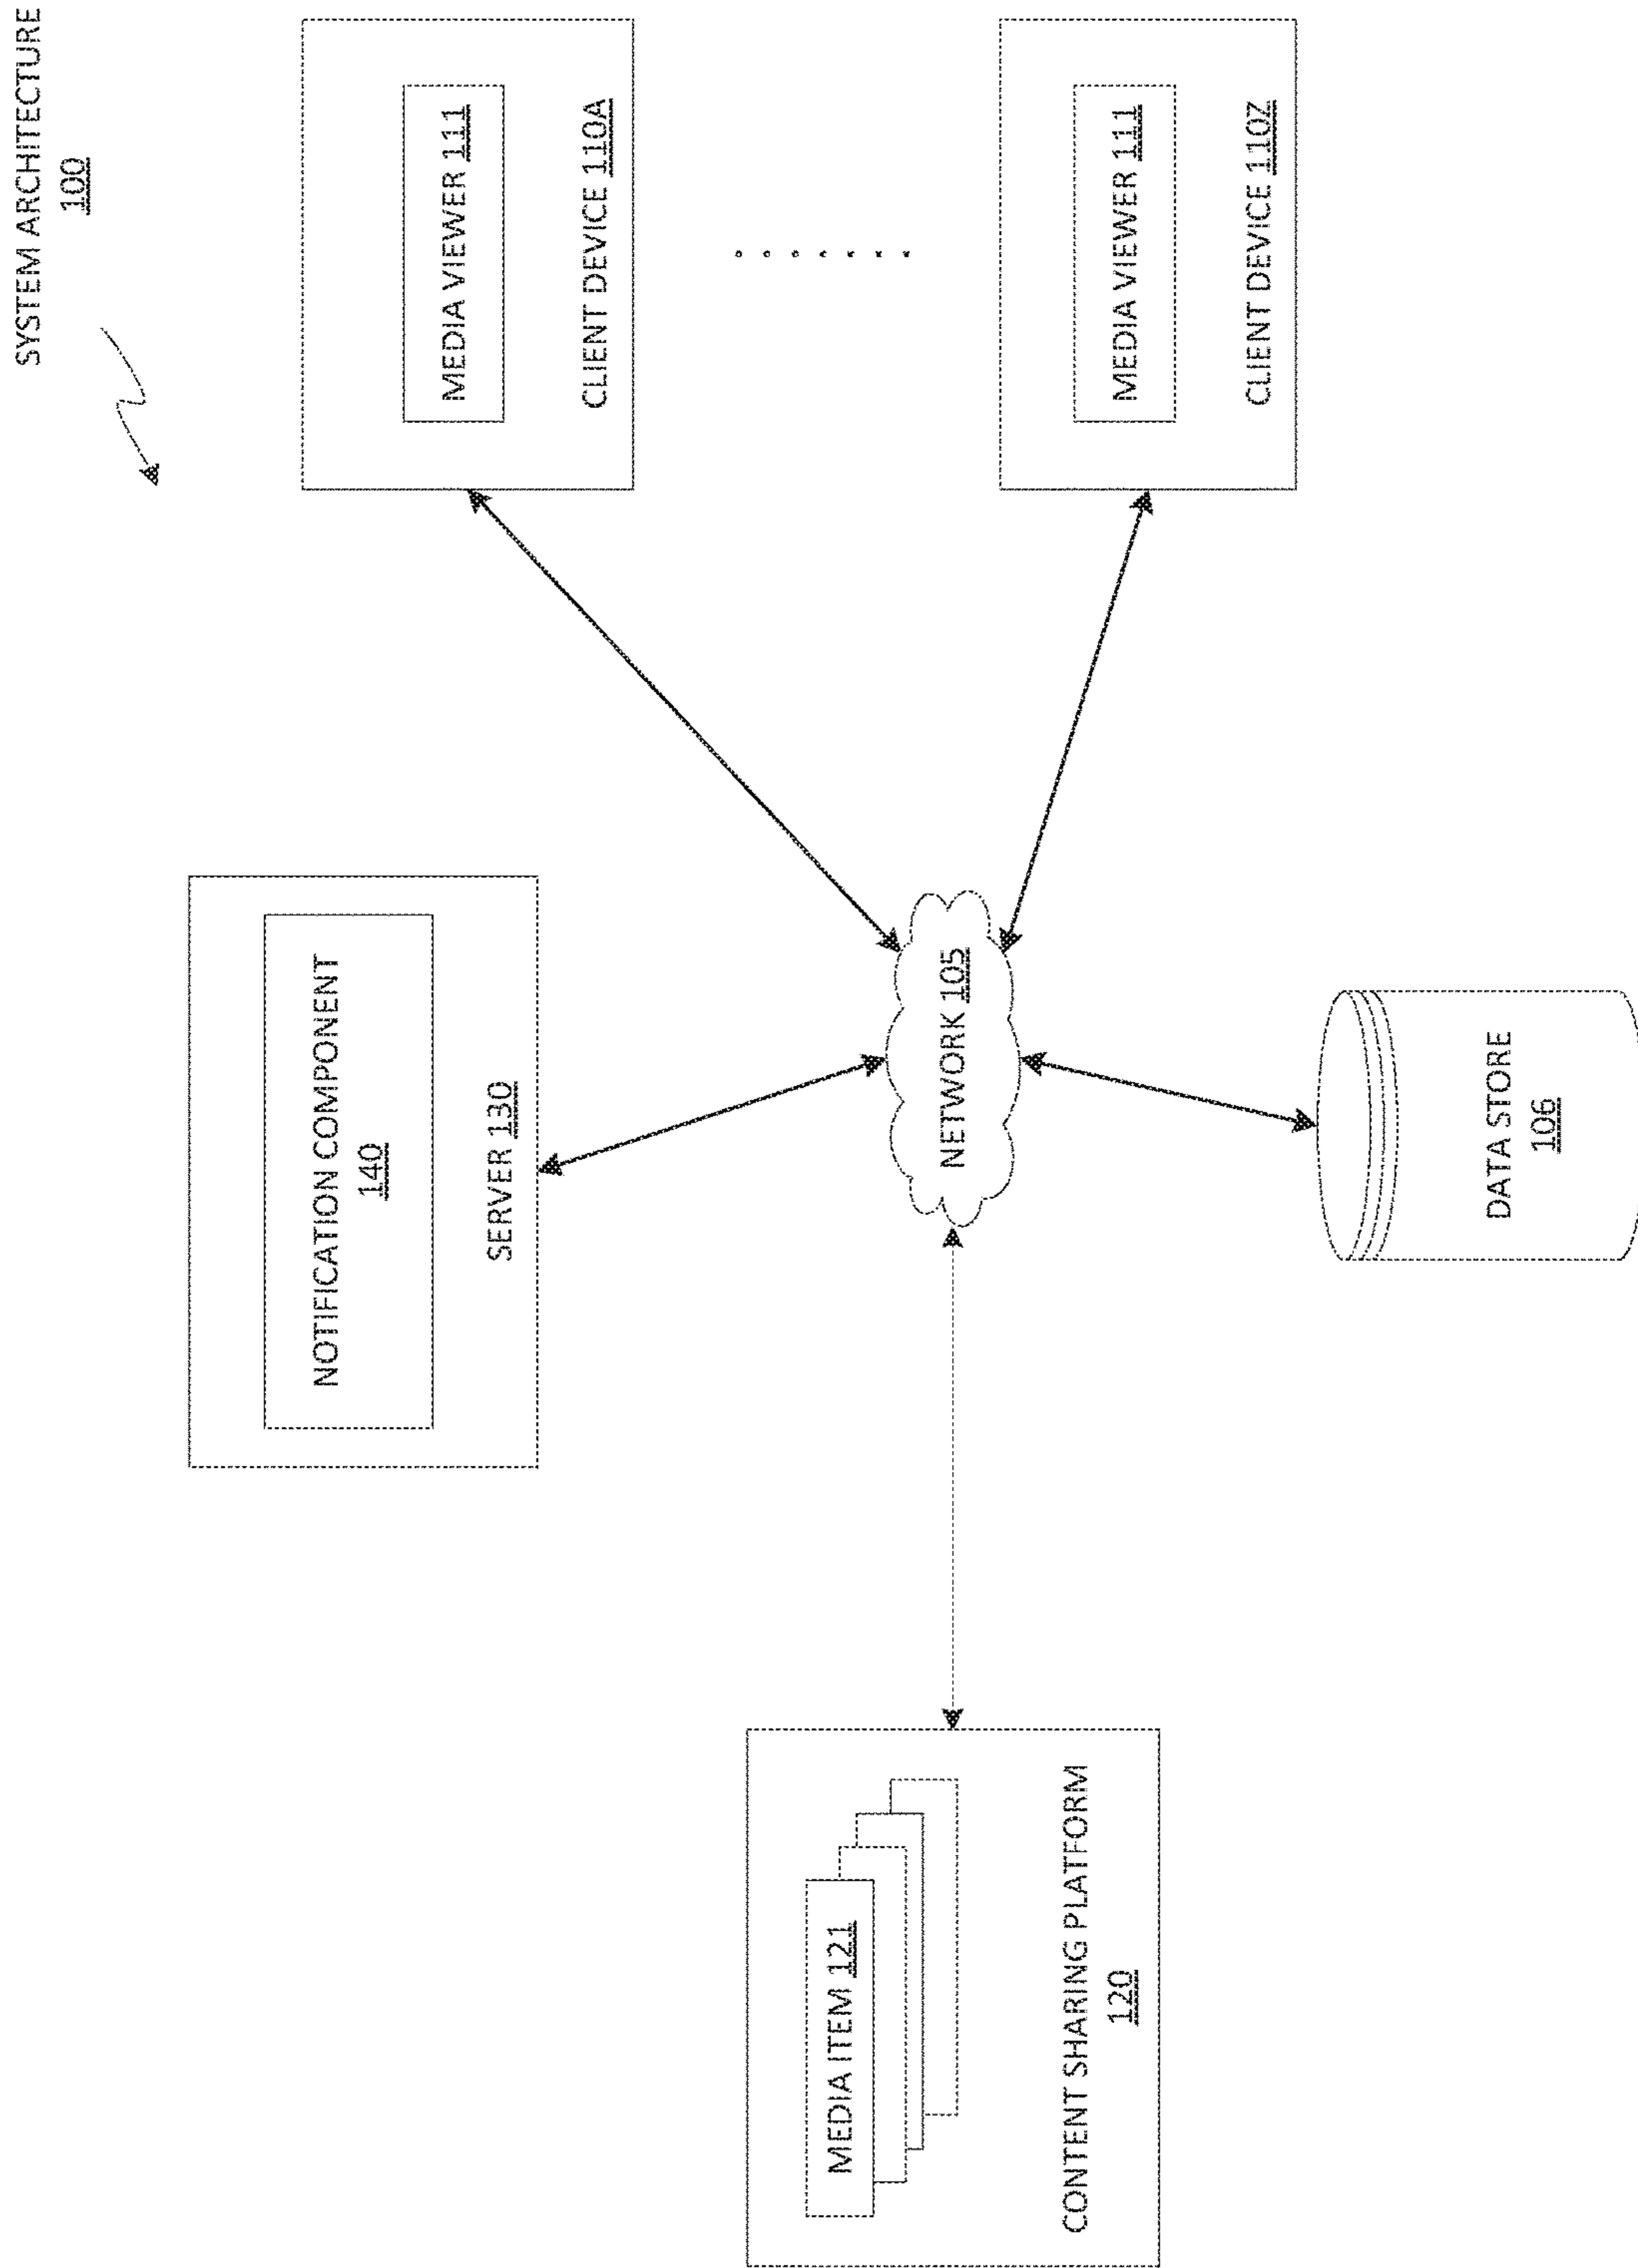 SYSTEM ARCHITECTURE
100
NOTIFICATION COMPONENT
140
SERVER 130
MEDIA VIEWER 111
CLIENT DEVICE 110A
MEDIA ITEM 121
CONTENT SHARING PLATFORM
120
NETWORK 105
MEDIA VIEWER 111
CLIENT DEVICE 110Z
DATA STORE
106